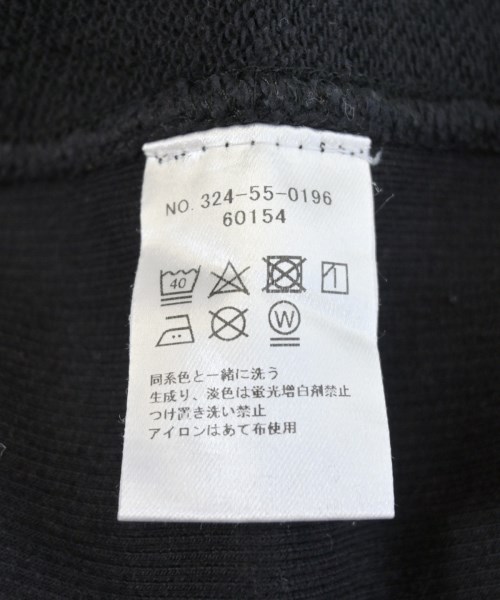 NO. 324-55-0196
60154
40
W
同系色と一緒に洗う
生成り、淡色は蛍光増白剤禁止
つけ置き洗い禁止
アイロンはあて布使用